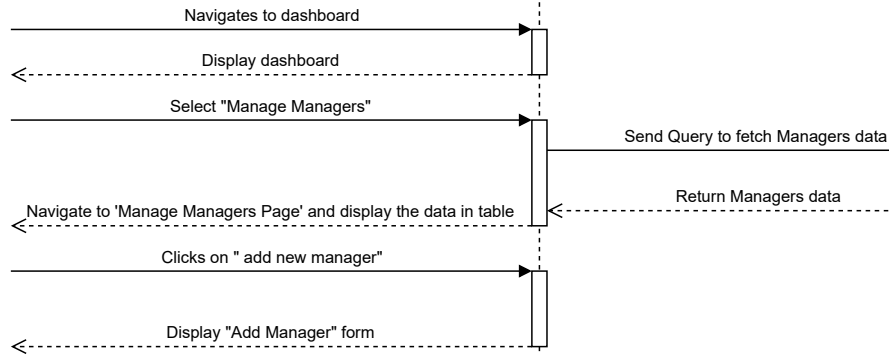 Navigates to dashboard
Display dashboard
Select "Manage Managers"
Send Query to fetch Managers data
Return Managers data
Navigate to 'Manage Managers Page' and display the data in table
Clicks on " add new manager"
Display "Add Manager" form